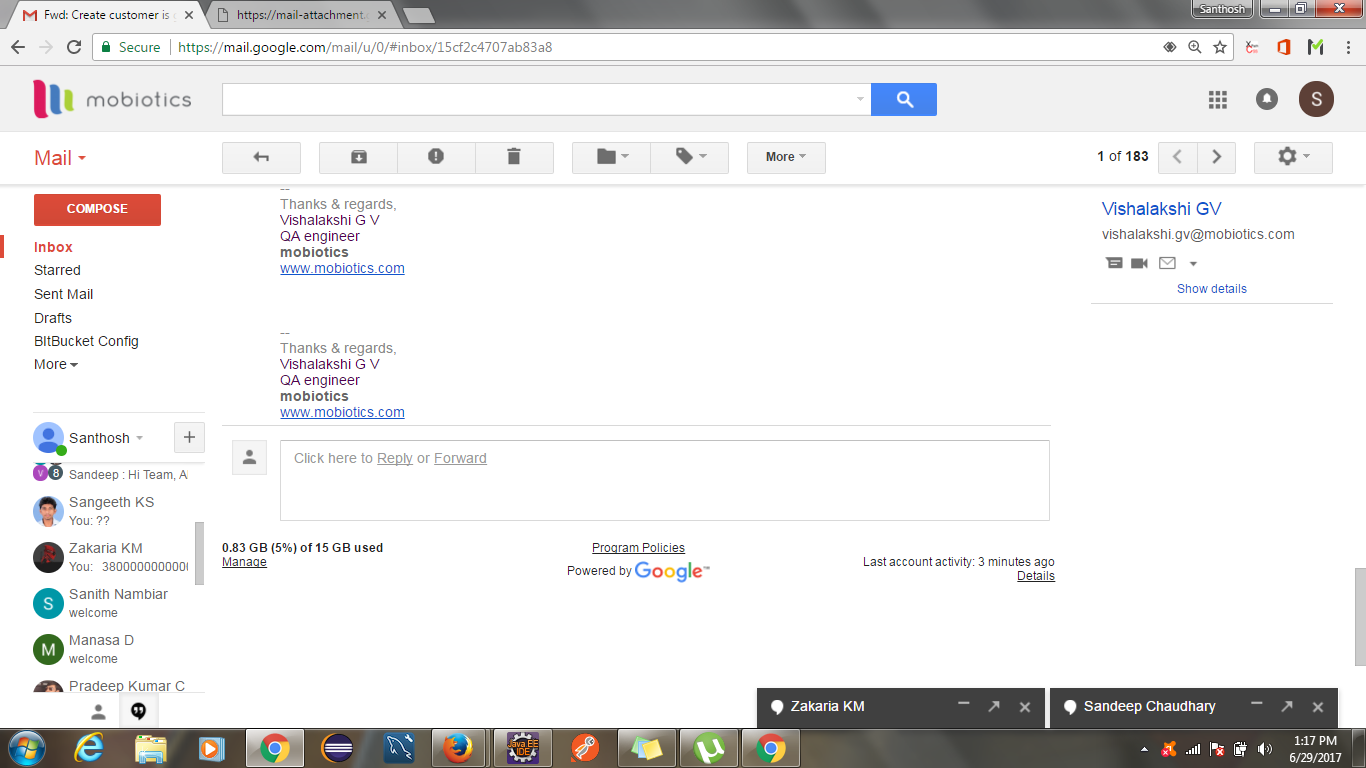 Fwd: Create customer is
https://mail-attachment.
Santhosh
Secure
https://mail.google.com/mail/u/0/#inbox/15cf2c4707ab83a8
mobiotics
S
Mail
More
1 of 183
COMPOSE
Inbox
Starred
Sent Mail
Drafts
BItBucket Config
More
--
Thanks & regards,
Vishalakshi G V
QA engineer
mobiotics
www.mobiotics.com
--
Thanks & regards,
Vishalakshi G V
QA engineer
mobiotics
www.mobiotics.com
Vishalakshi GV
vishalakshi.gv@mobiotics.com
Show details
Santhosh
V 8
Sandeep : Hi Team, A
Sangeeth KS
You: ??
Zakaria KM
You: 380000000000
S
Sanith Nambiar
welcome
M
Manasa D
welcome
Pradeep Kumar C
Click here to Reply or Forward
0.83 GB (5%) of 15 GB used
Manage
Program Policies
Powered by Google™
Last account activity: 3 minutes ago
Details
Zakaria KM
Sandeep Chaudhary
Java EE
IDE
1:17 PM
6/29/2017